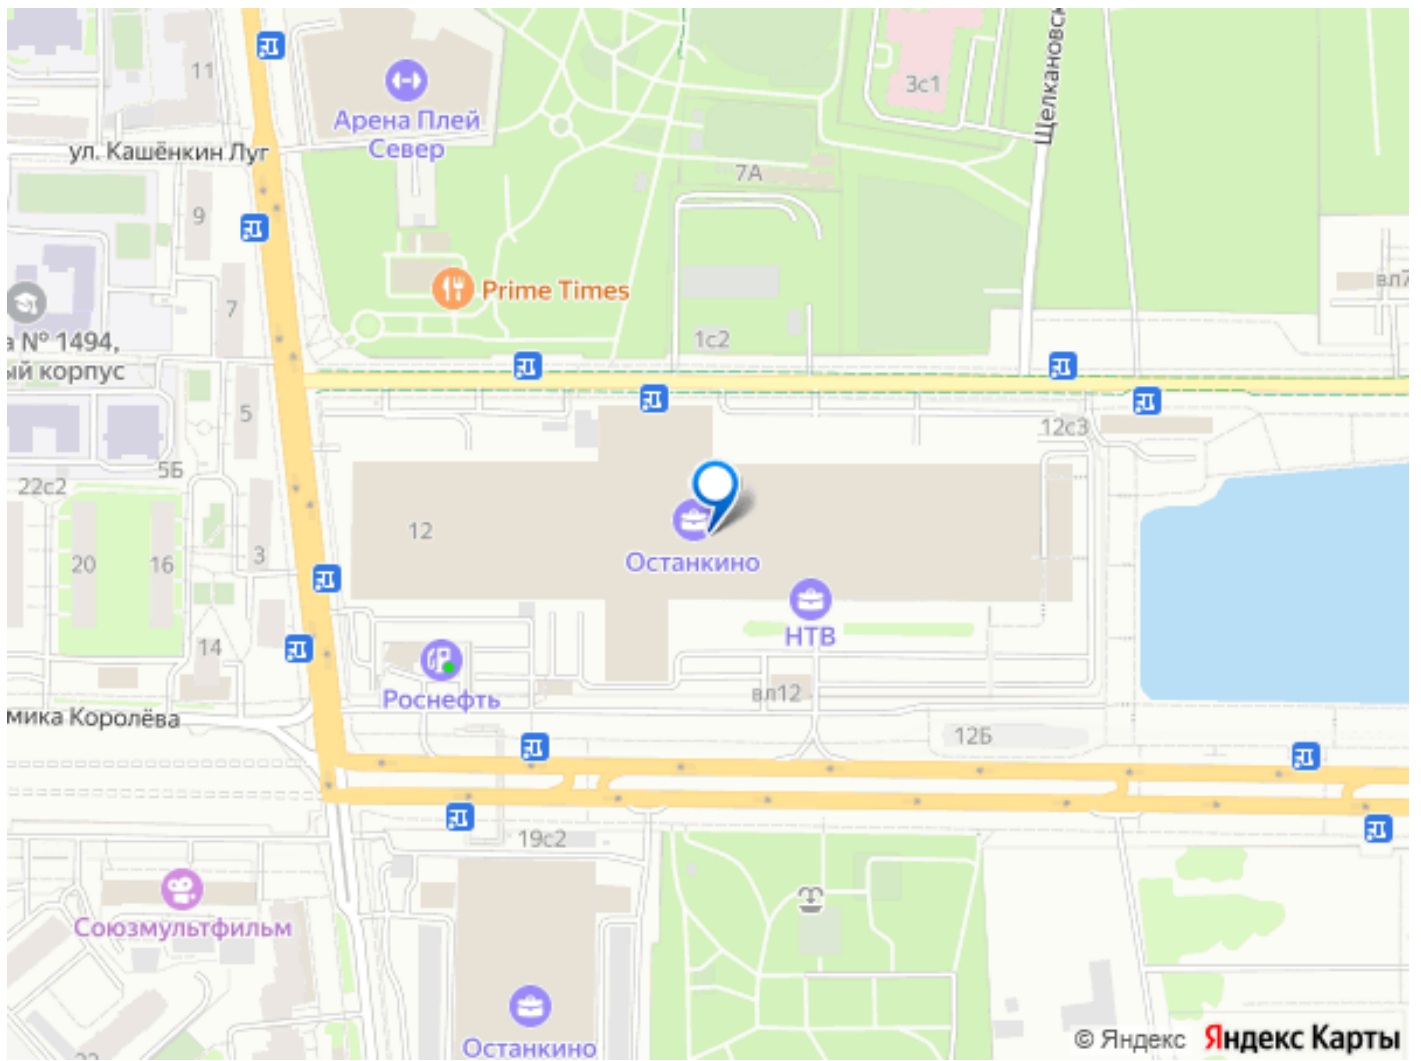 11
Арена Плей
Север
3с1
Щелкановск
ул. Кашёнкин Луг
7А
9
вл7
Prime Times
7
1с2
а № 1494,
ый корпус
5
12с3
5Б
22с2
12
3
20
16
Останкино
НТВ
14
Роснефть
вл12
мика Королёва
12Б
19с2
Союзмультфильм
Останкино
© Яндекс Яндекс Карты